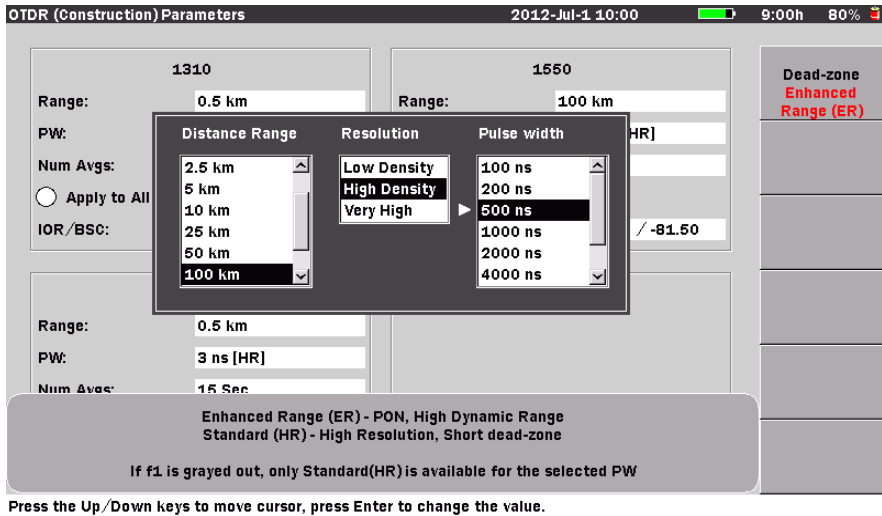 OTDR (Construction) Parameters 2012-Jul-1 10:00 9:00h 80%
1310
Range: 0.5 km
PW:
Num Avgs:
Apply to All
IOR/BSC:
1550
Range: 100 km
HR]
/ -81.50
Dead-zone
Enhanced
Range (ER)
Distance Range
2.5 km
5 km
10 km
25 km
50 km
100 km
Resolution
Low Density
High Density
Very High
Pulse width
100 ns
200 ns
500 ns
1000 ns
2000 ns
4000 ns
Range: 0.5 km
PW: 3 ns [HR]
Num Avgs: 15 Sec
Enhanced Range (ER) - PON, High Dynamic Range
Standard (HR) - High Resolution, Short dead-zone
If f1 is grayed out, only Standard(HR) is available for the selected PW
Press the Up/Down keys to move cursor, press Enter to change the value.